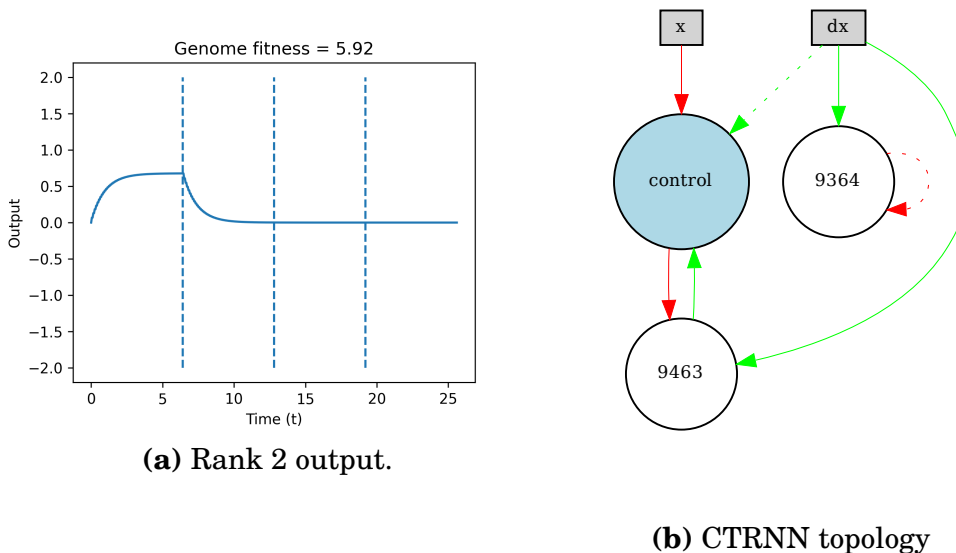 Genome fitness = 5.92
2.0
1.5
1.0
0.5
0.0
−0.5
−1.0
−1.5
−2.0
Output
0 5 10 15 20 25
Time (t)
(a) Rank 2 output.
x dx
control 9364
9463
(b) CTRNN topology